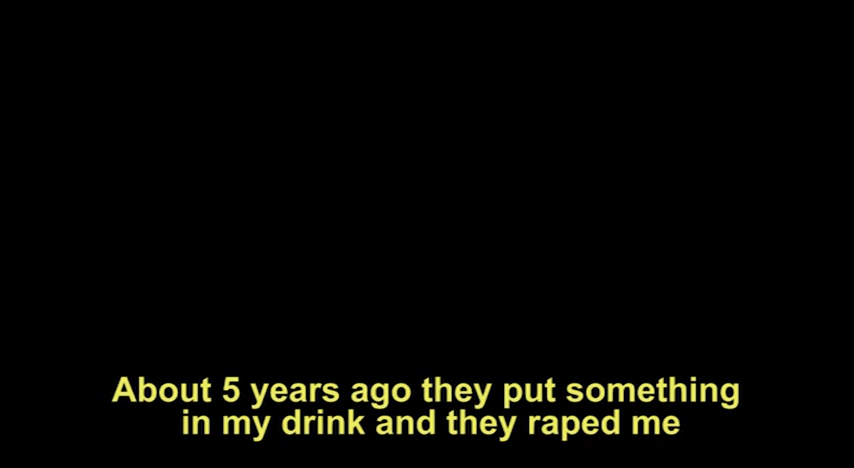 About 5 years ago they put something
in my drink and they raped me